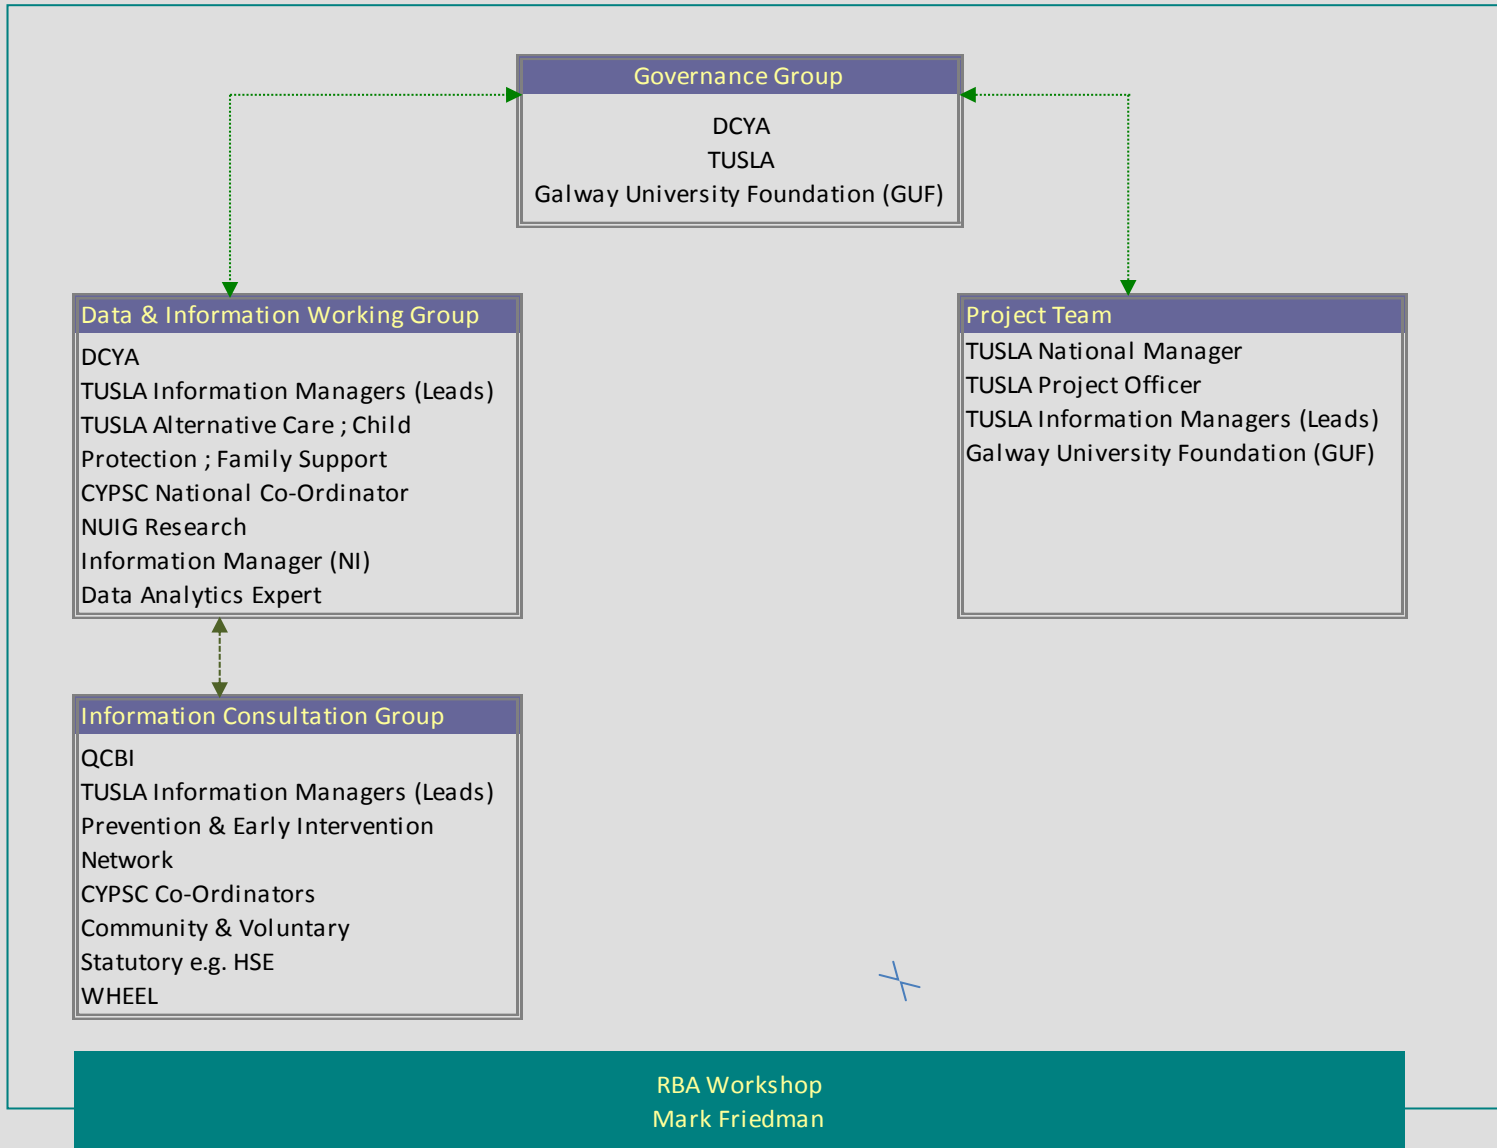 Governance Group
DCYA
TUSLA
Galway University Foundation (GUF)
Data & Information Working Group
DCYA
TUSLA Information Managers (Leads)
TUSLA Alternative Care ; Child
Protection ; Family Support
CYPSC National Co-Ordinator
NUIG Research
Information Manager (NI)
Data Analytics Expert
Project Team
TUSLA National Manager
TUSLA Project Officer
TUSLA Information Managers (Leads)
Galway University Foundation (GUF)
Information Consultation Group
QCBI
TUSLA Information Managers (Leads)
Prevention & Early Intervention
Network
CYPSC Co-Ordinators
Community & Voluntary
Statutory e.g. HSE
WHEEL
RBA Workshop
Mark Friedman